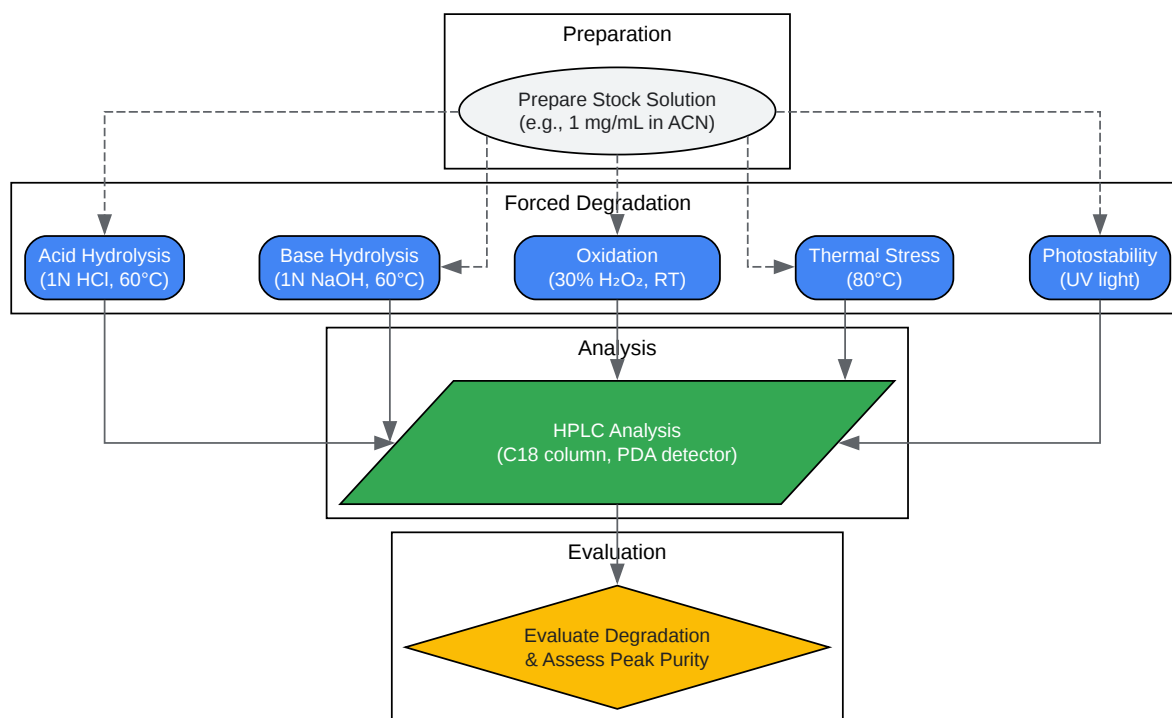 Preparation
Prepare Stock Solution
(e.g., 1 mg/mL in ACN)
Forced Degradation
Acid Hydrolysis
(1N HCl, 60°C)
Base Hydrolysis
(1N NaOH, 60°C)
Oxidation
(30% H₂O₂, RT)
Thermal Stress
(80°C)
Photostability
(UV light)
Analysis
HPLC Analysis
(C18 column, PDA detector)
Evaluation
Evaluate Degradation
& Assess Peak Purity